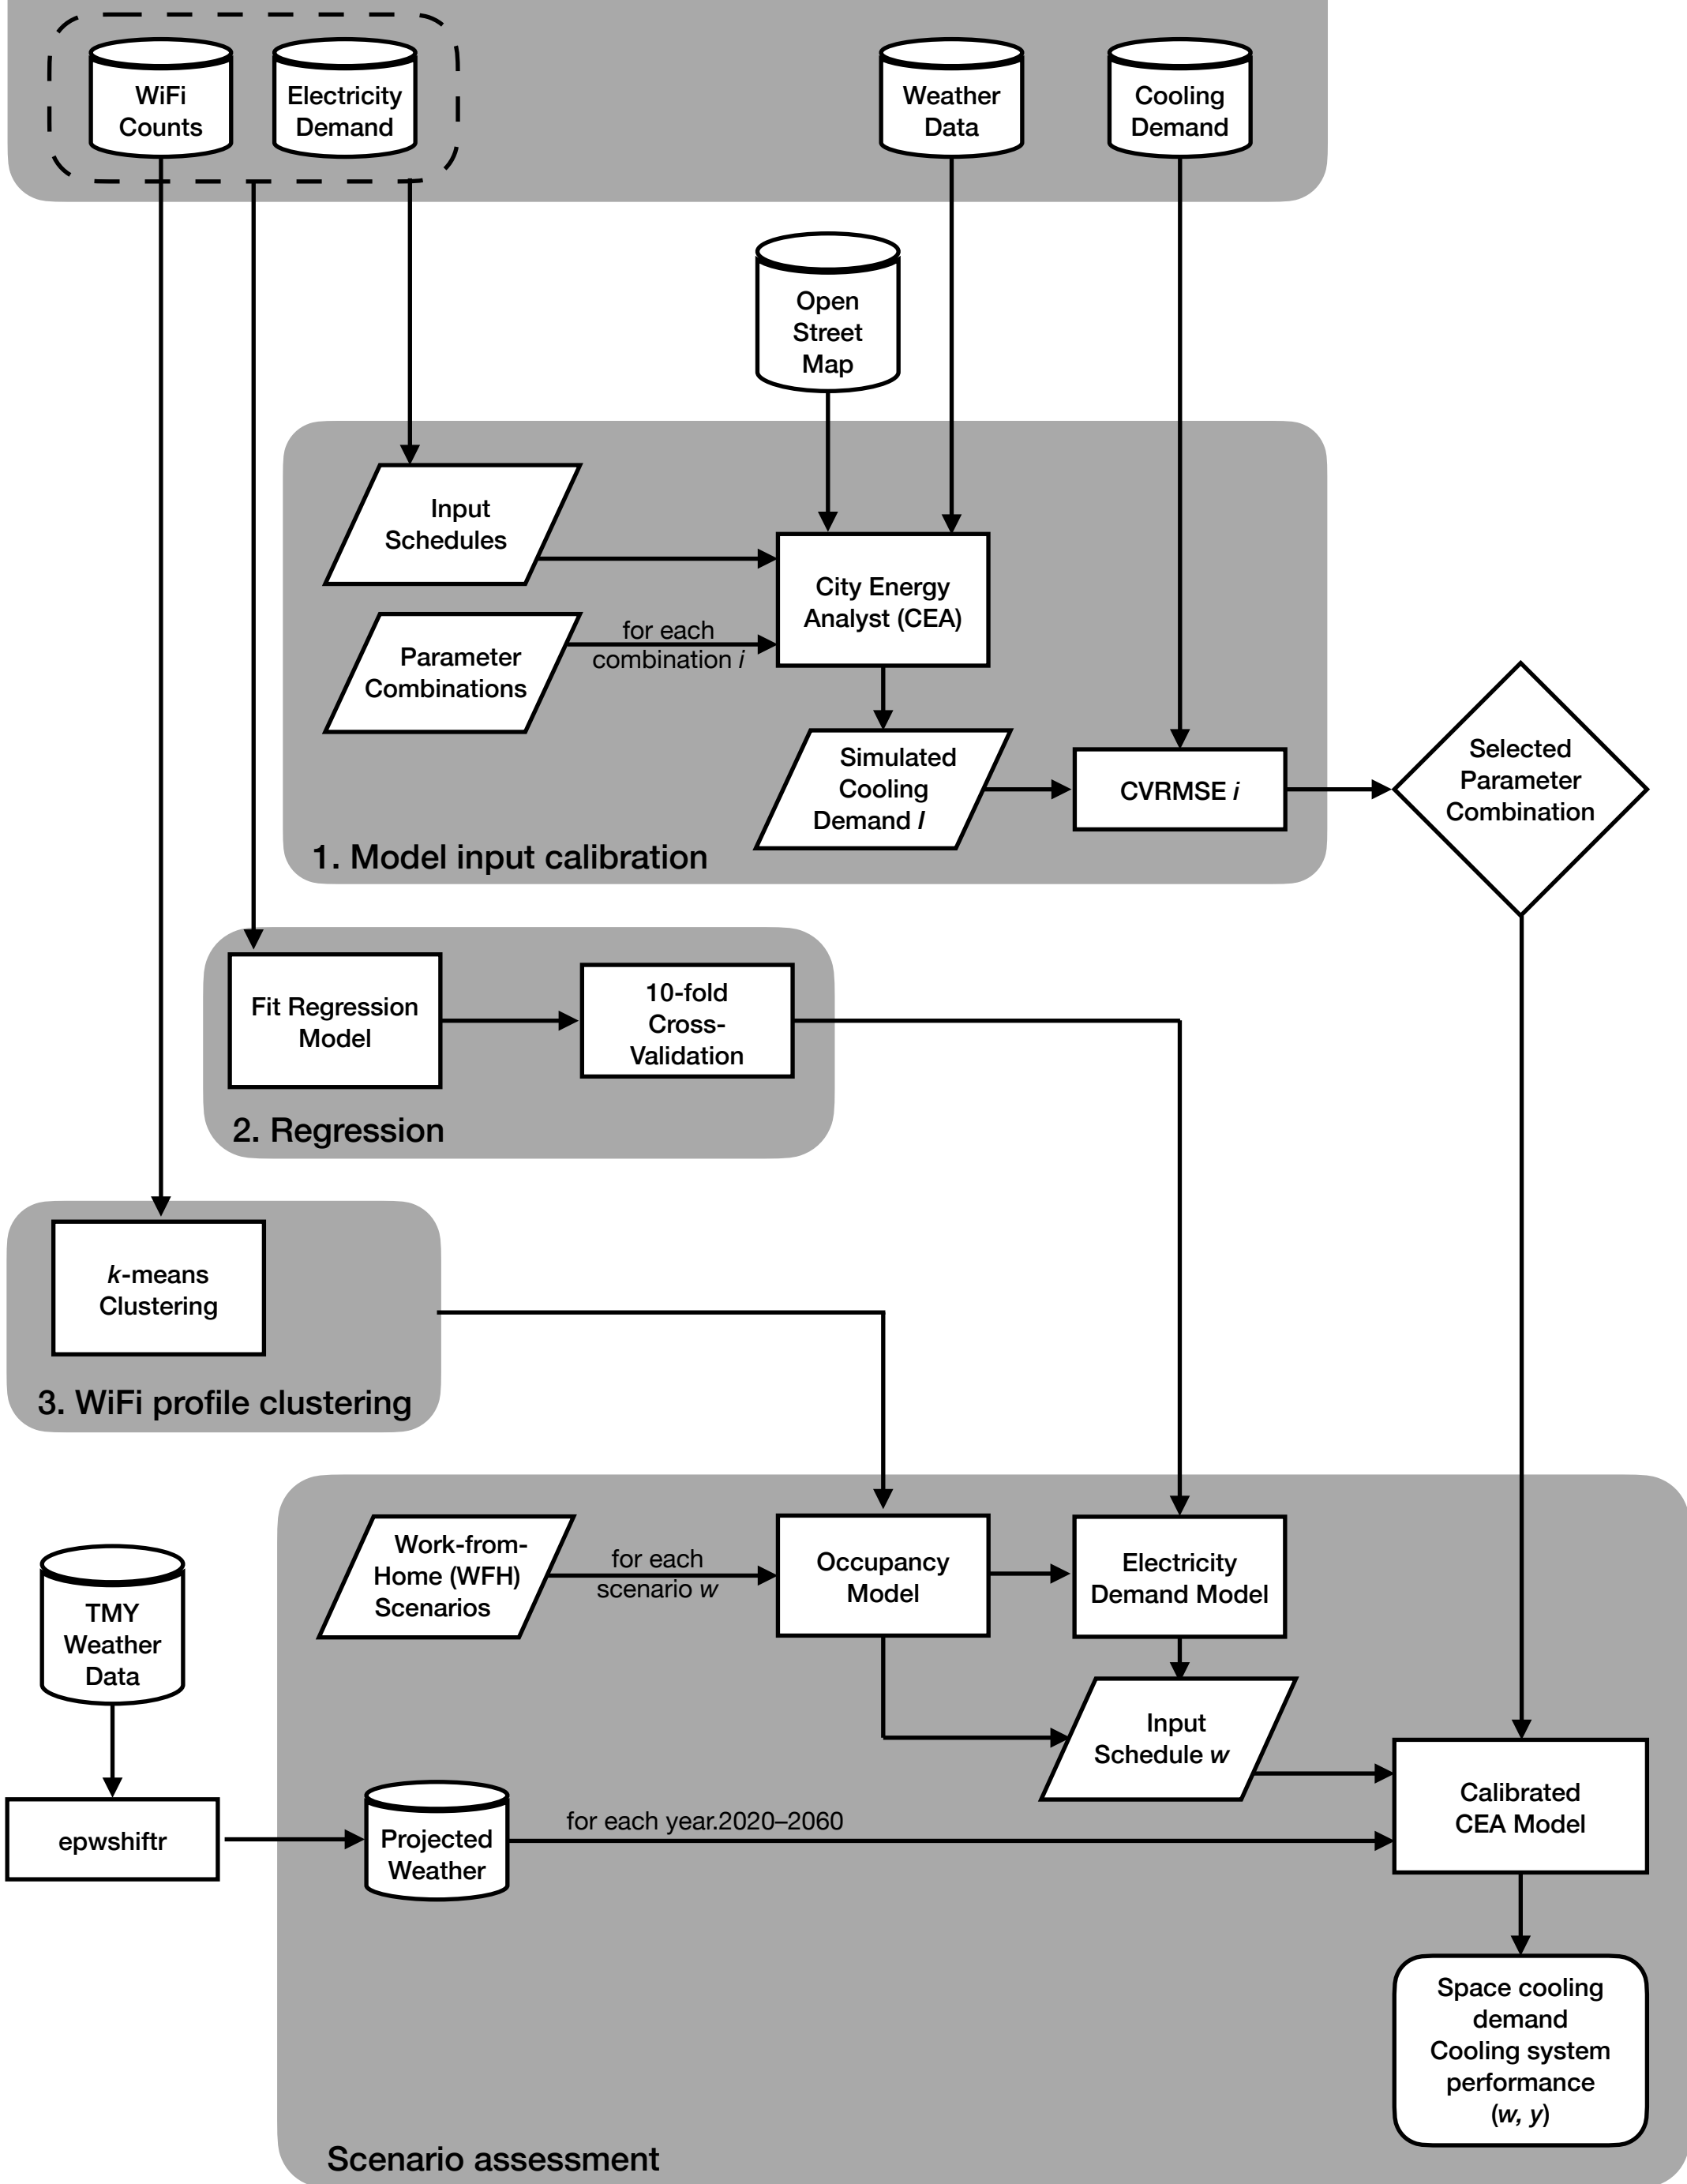 WiFi
Counts
Electricity
Demand
Weather
Data
Cooling
Demand
Open
Street
Map
Input
Schedules
City Energy
Analyst (CEA)
Parameter
Combinations
for each
combination i
Simulated
Cooling
Demand I
CVRMSE i
Selected
Parameter
Combination
1. Model input calibration
Fit Regression
Model
10-fold
Cross-
Validation
2. Regression
k-means
Clustering
3. WiFi profile clustering
Work-from-
Home (WFH)
Scenarios
for each
scenario w
Occupancy
Model
Electricity
Demand Model
TMY
Weather
Data
Input
Schedule w
epwshiftr
Projected
Weather
for each year.2020–2060
Calibrated
CEA Model
Space cooling
demand
Cooling system
performance
(w, y)
Scenario assessment